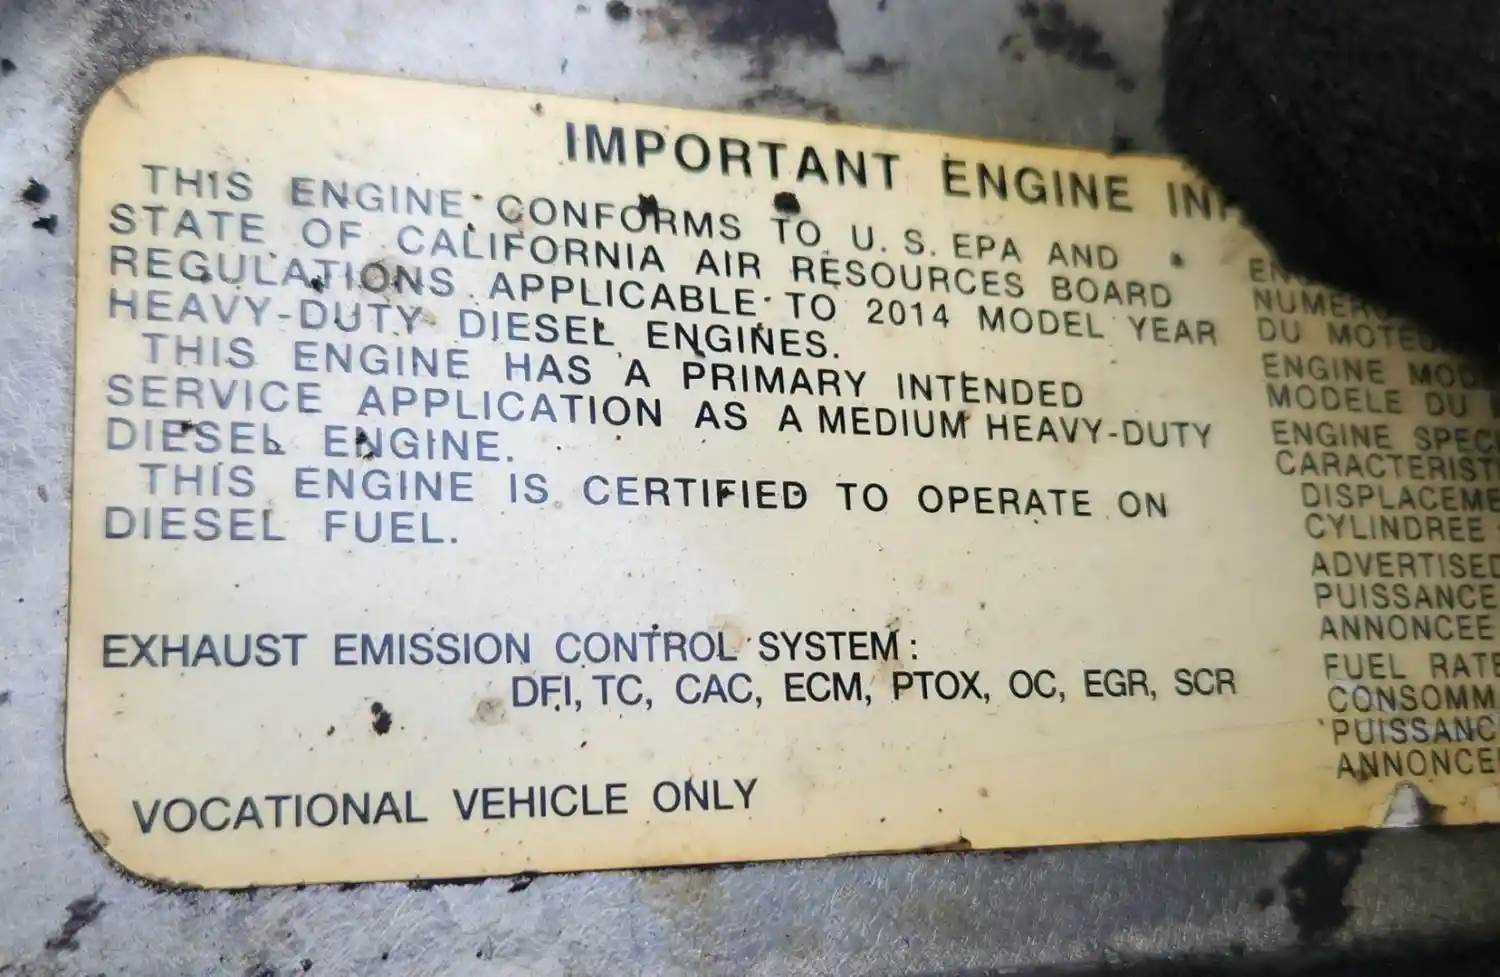 IMPORTANT ENGINE
THIS ENGINE CONFORMS TO U.S. EPA AND
STATE OF CALIFORNIA AIR RESOURCES BOARD
REGULATIONS APPLICABLE TO 2014 MODEL YEAR
HEAVY-DUTY DIESEL ENGINES.
THIS ENGINE HAS A PRIMARY INTENDED
SERVICE APPLICATION AS A MEDIUM HEAVY-DUTY
DIESEL ENGINE.
THIS ENGINE IS CERTIFIED TO OPERATE ON
DIESEL FUEL.
EXHAUST EMISSION CONTROL SYSTEM:
DFI, TC, CAC, ECM, PTOX, OC, EGR, SCR
VOCATIONAL VEHICLE ONLY
DU
ENGINE
MODELE DU
ENGINE
CYLINDREE
ADVERTISED
PUISSANCE
ANNONCEE
FUEL